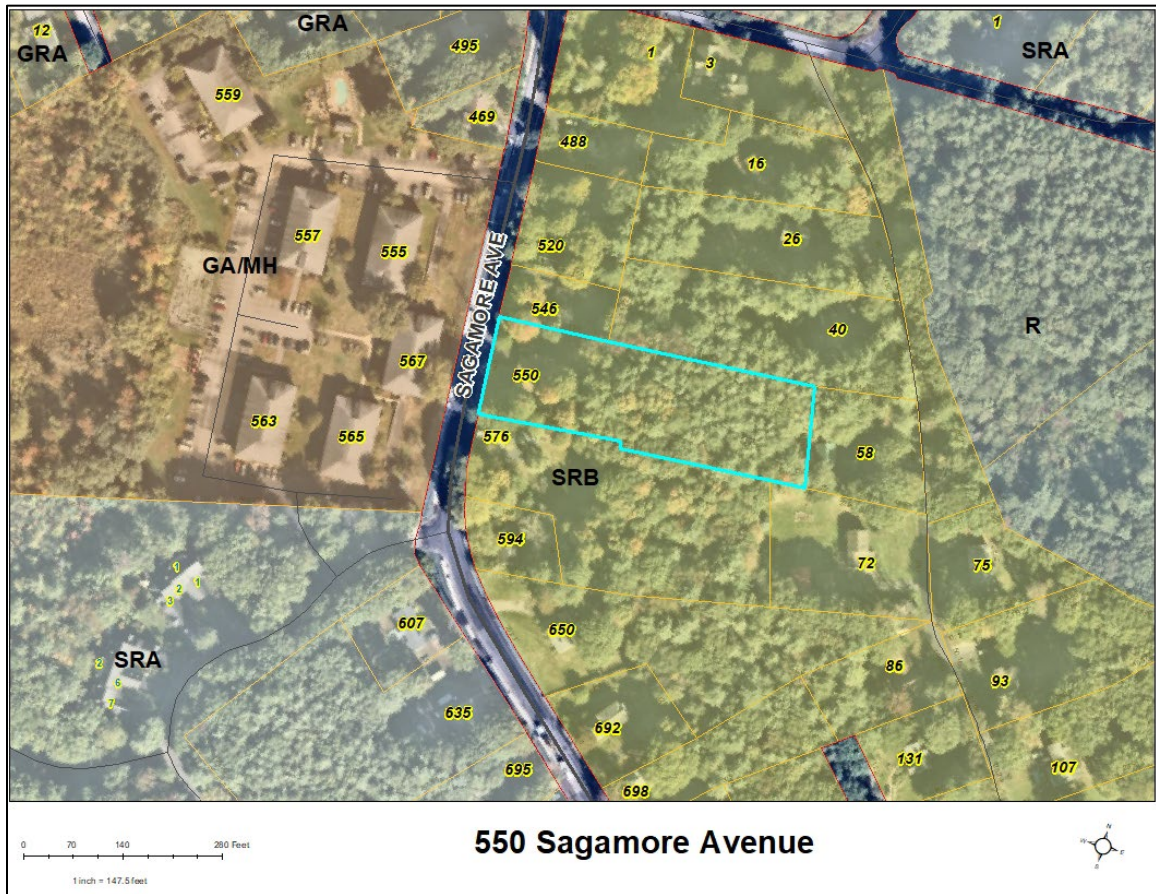 12
GRA
GRA
GRA
1
SRA
495
1
3
559
469
488
16
557
555
520
26
GA/MH
SAGAMORE AVE
546
40
R
567
550
563
565
576
58
SRB
594
72
75
1
2
1
3
607
650
2
SRA
6
7
86
93
635
692
695
131
107
698
550 Sagamore Avenue
0 70 140 280 Feet
1 inch = 147.5 feet
N
W
E
S